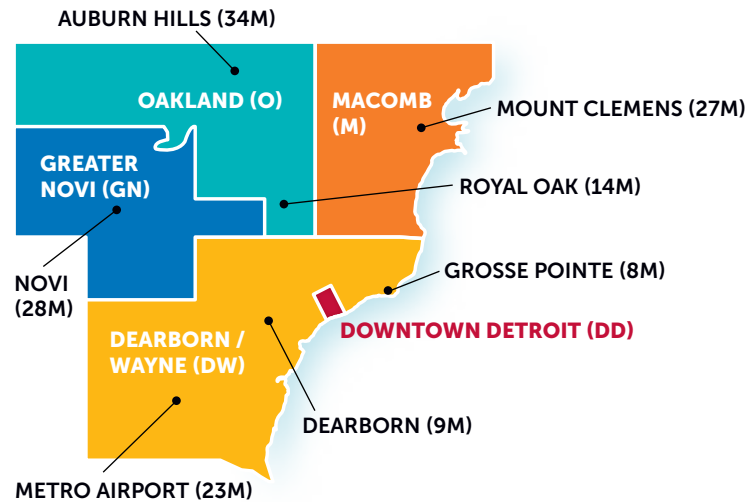 AUBURN HILLS (34M)
OAKLAND (O)
MACOMB
(M)
MOUNT CLEMENS (27M)
GREATER
NOVI (GN)
ROYAL OAK (14M)
NOVI
(28M)
GROSSE POINTE (8M)
DOWNTOWN DETROIT (DD)
DEARBORN /
WAYNE (DW)
DEARBORN (9M)
METRO AIRPORT (23M)